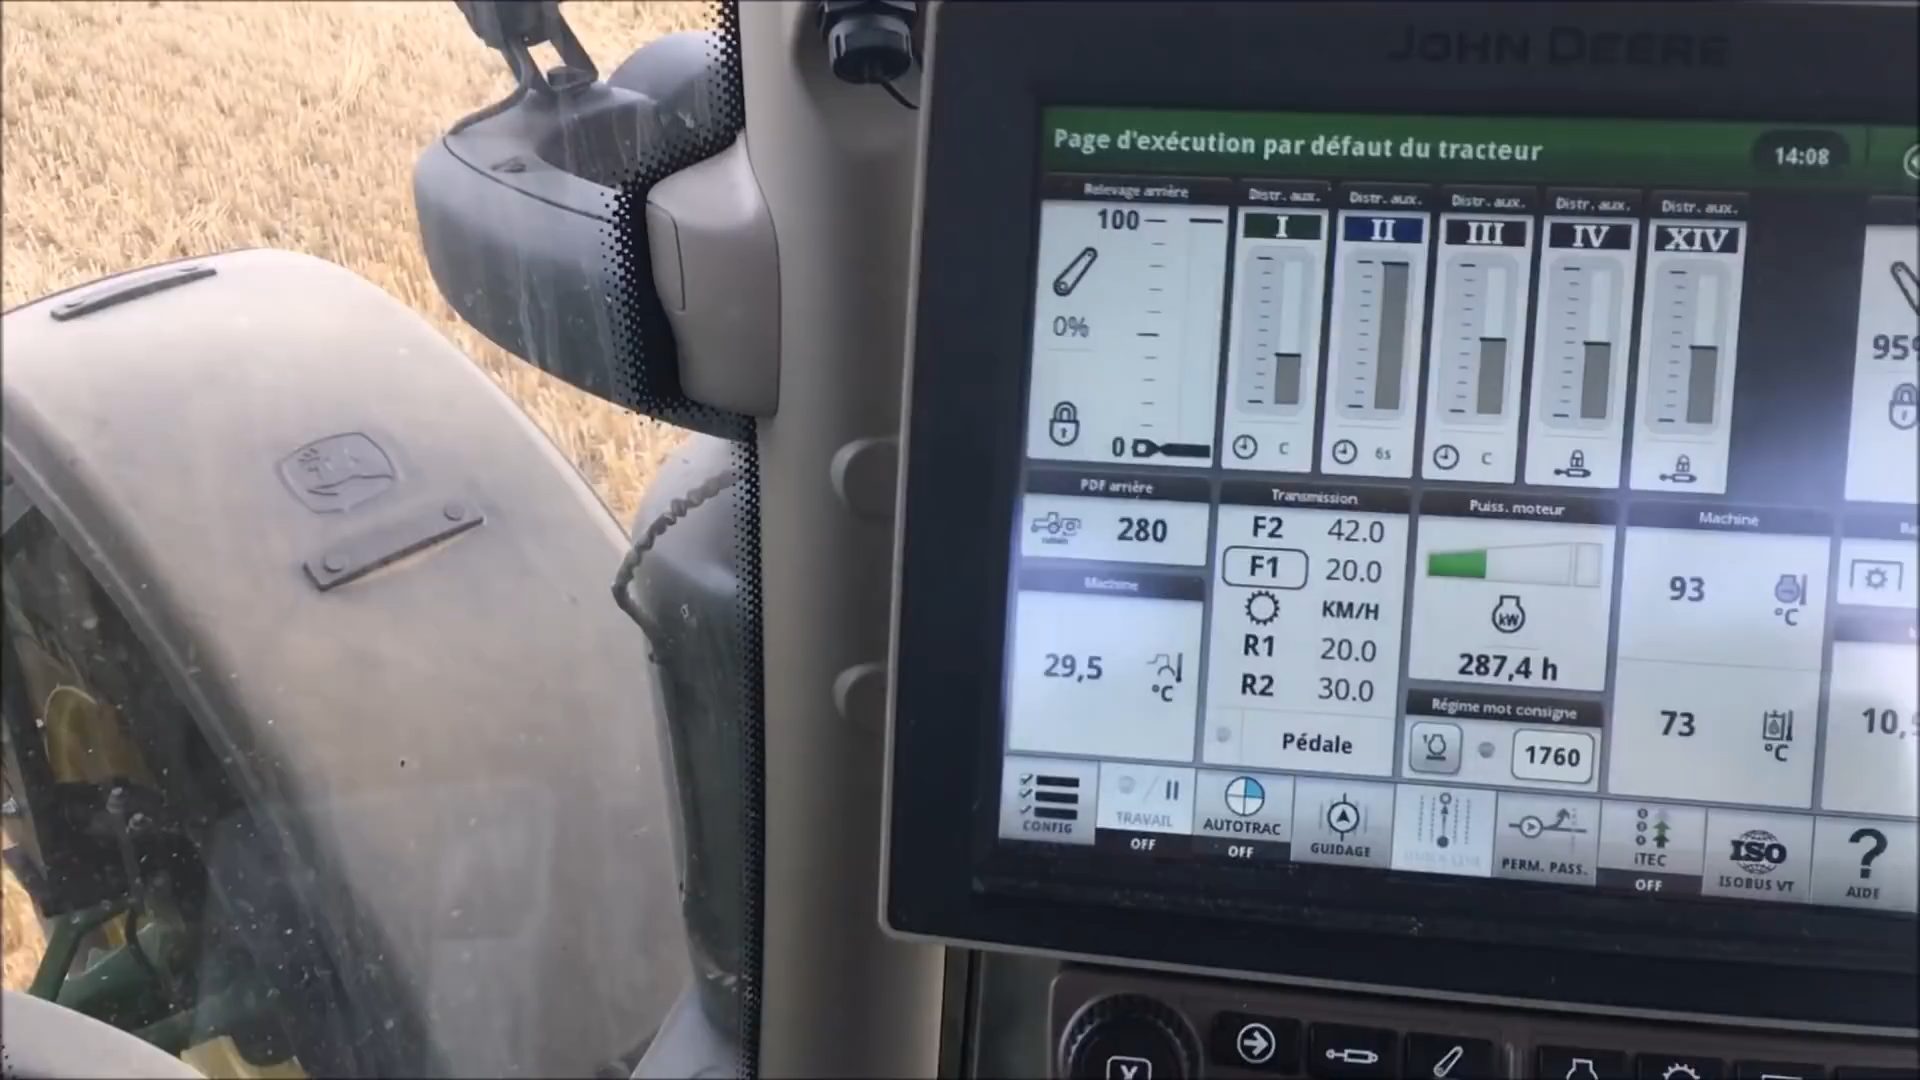 JOHN DEERE
Page d'exécution par défaut du tracteur
14:08
Relevage arrière
Distr. aux.
Distr. aux.
Distr. aux.
Distr. aux.
Distr. aux.
100
I
II
III
IV
XIV
0%
95
0
C
6s
C
PDF arrière
280
Transmission
F2 42.0
F1 20.0
KM/H
R1 20.0
R2 30.0
Pédale
Puiss. moteur
kW
287,4 h
Régime mot consigne
1760
Machine
93
°C
73
°C
Machine
29,5
°C
10,
CONFIG
TRAVAIL
OFF
AUTOTRAC
OFF
GUIDAGE
PERM. PASS.
iTEC
OFF
ISO
ISOBUS VT
?
AIDE